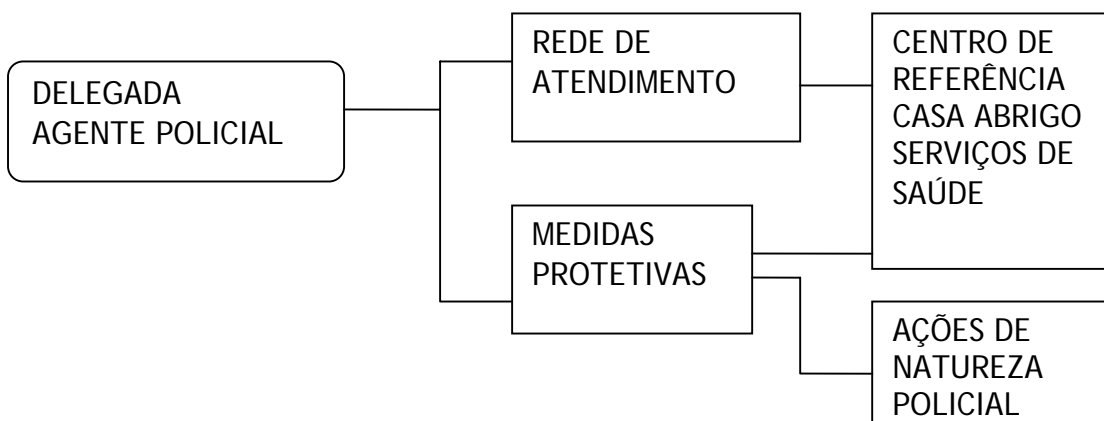 DELEGADA
AGENTE POLICIAL
REDE DE
ATENDIMENTO
MEDIDAS
PROTETIVAS
CENTRO DE
REFERÊNCIA
CASA ABRIGO
SERVIÇOS DE
SAÚDE
AÇÕES DE
NATUREZA
POLICIAL